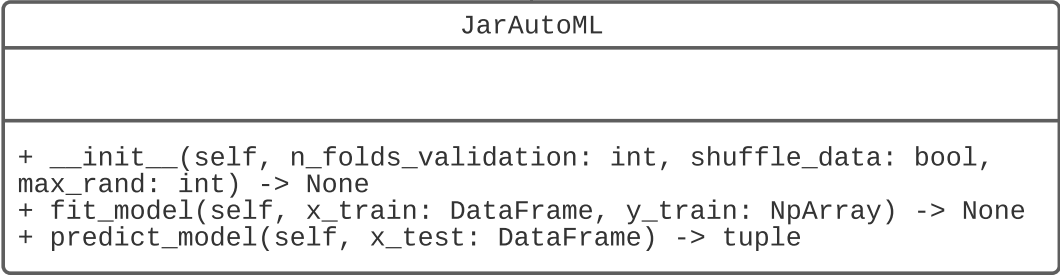 JarAutoML
+ __init__(self, n_folds_validation: int, shuffle_data: bool,
max_rand: int) -> None
+ fit_model(self, x_train: DataFrame, y_train: NpArray) -> None
+ predict_model(self, x_test: DataFrame) -> tuple